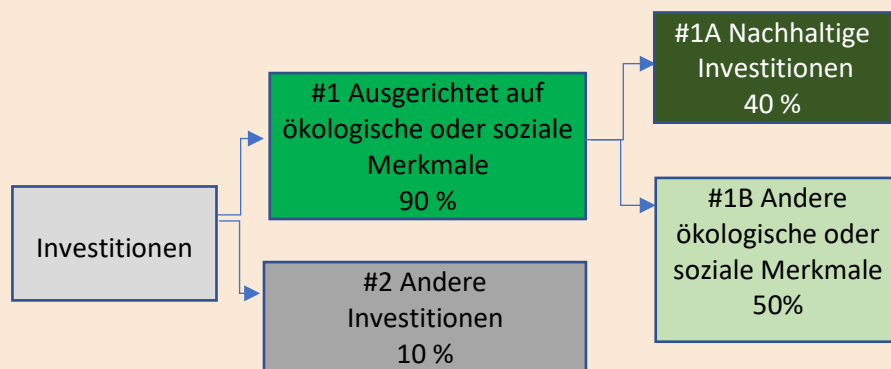 Investitionen
#1 Ausgerichtet auf
ökologische oder soziale
Merkmale
90 %
#2 Andere
Investitionen
10 %
#1A Nachhaltige
Investitionen
40 %
#1B Andere
ökologische oder
soziale Merkmale
50%